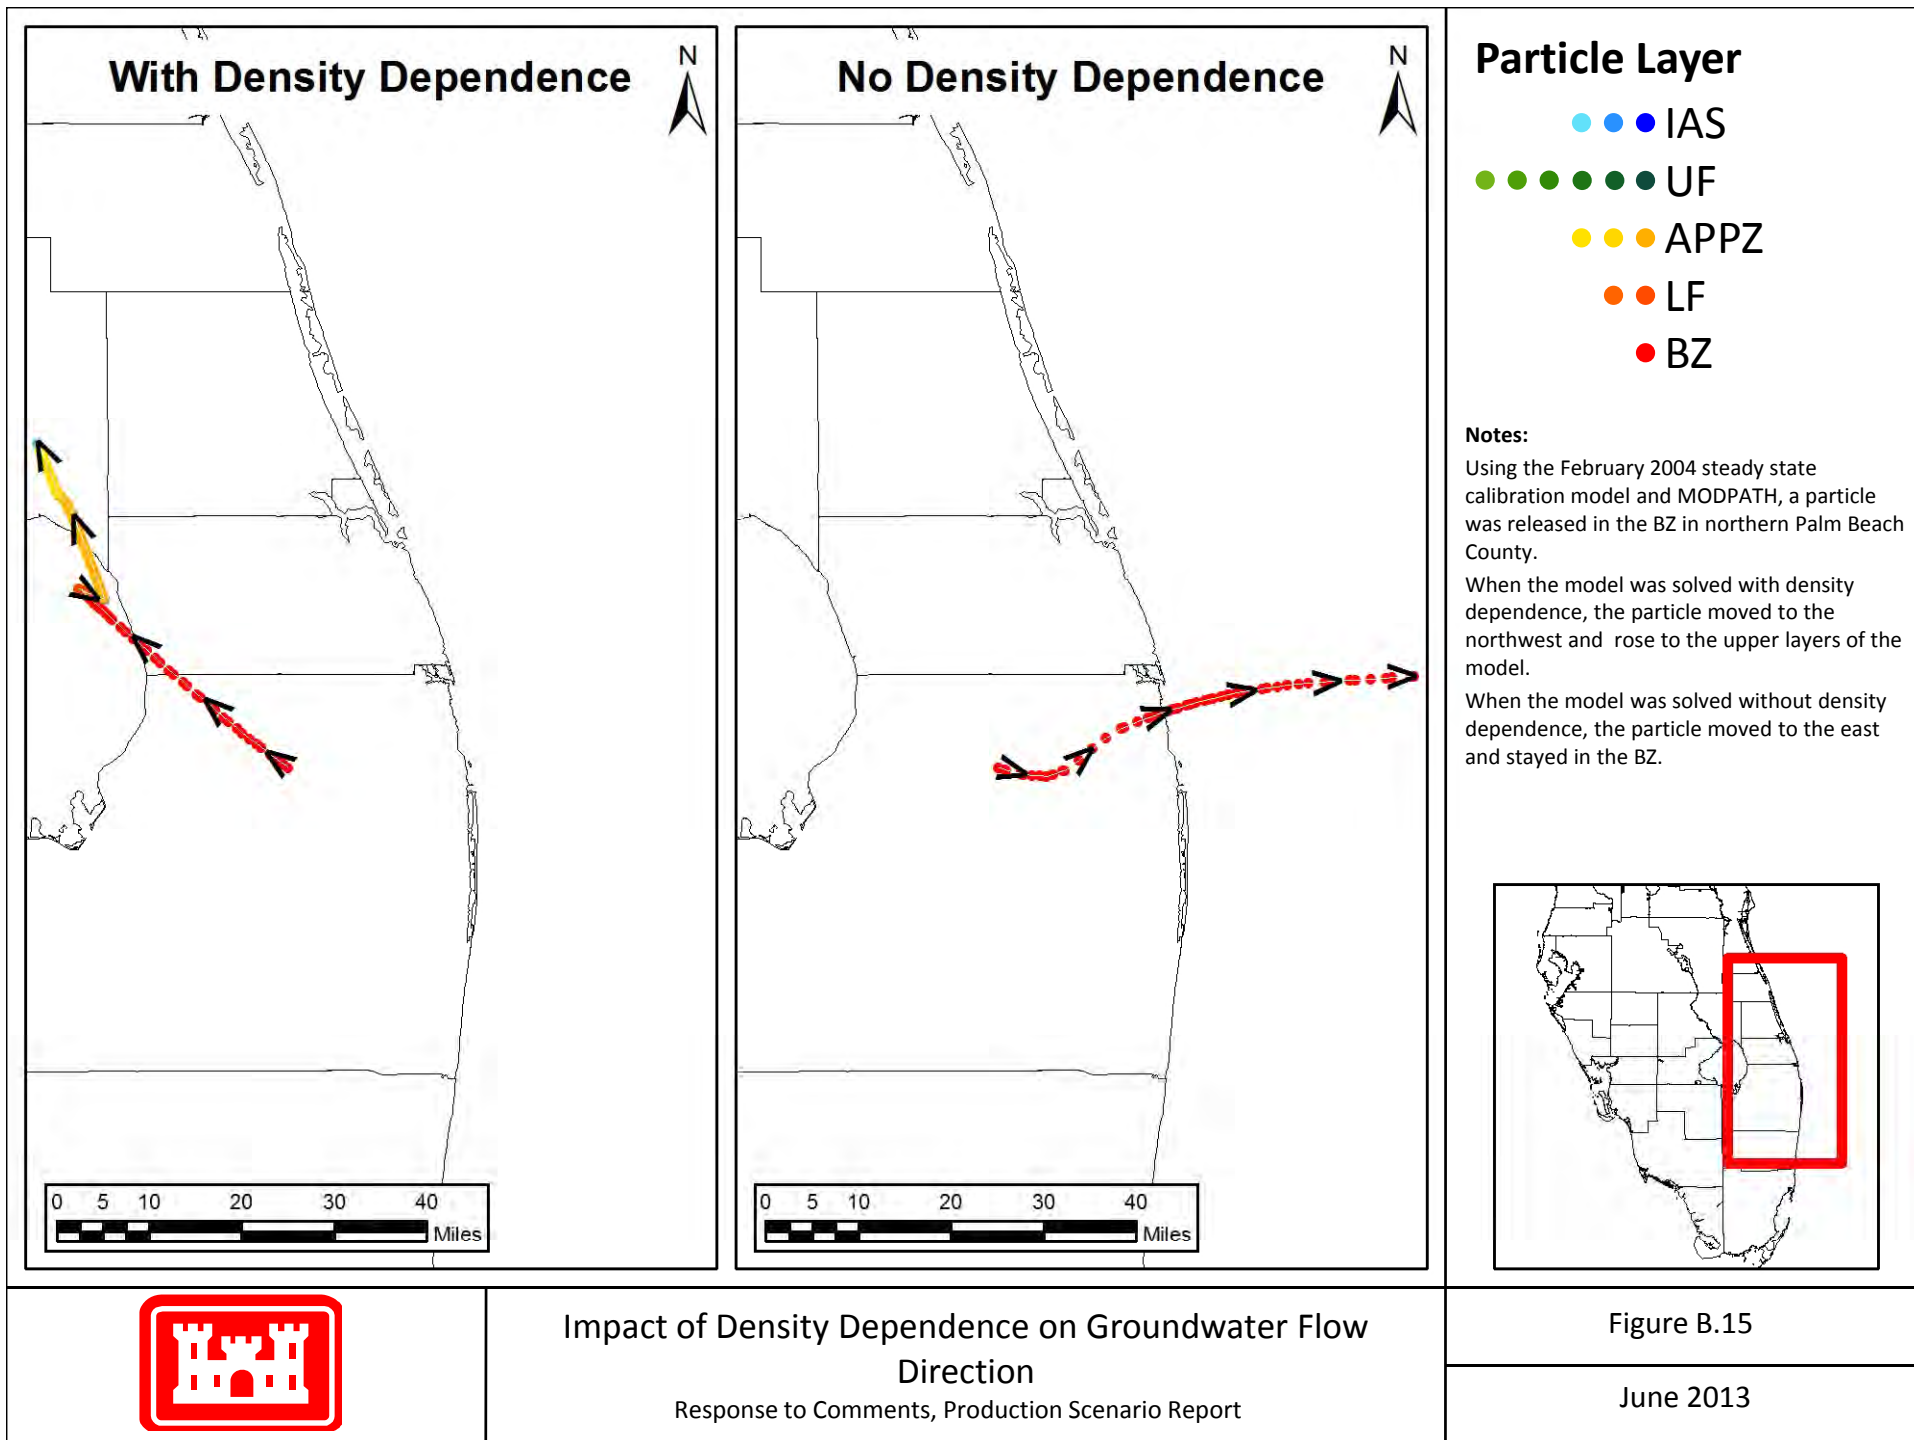 With Density Dependence
N
0 5 10 20 30 40
Miles
No Density Dependence
N
0 5 10 20 30 40
Miles
Particle Layer
IAS
UF
APPZ
LF
BZ
Notes:
Using the February 2004 steady state
calibration model and MODPATH, a particle
was released in the BZ in northern Palm Beach
County.
When the model was solved with density
dependence, the particle moved to the
northwest and rose to the upper layers of the
model.
When the model was solved without density
dependence, the particle moved to the east
and stayed in the BZ.
Impact of Density Dependence on Groundwater Flow
Direction
Response to Comments, Production Scenario Report
Figure B.15
June 2013